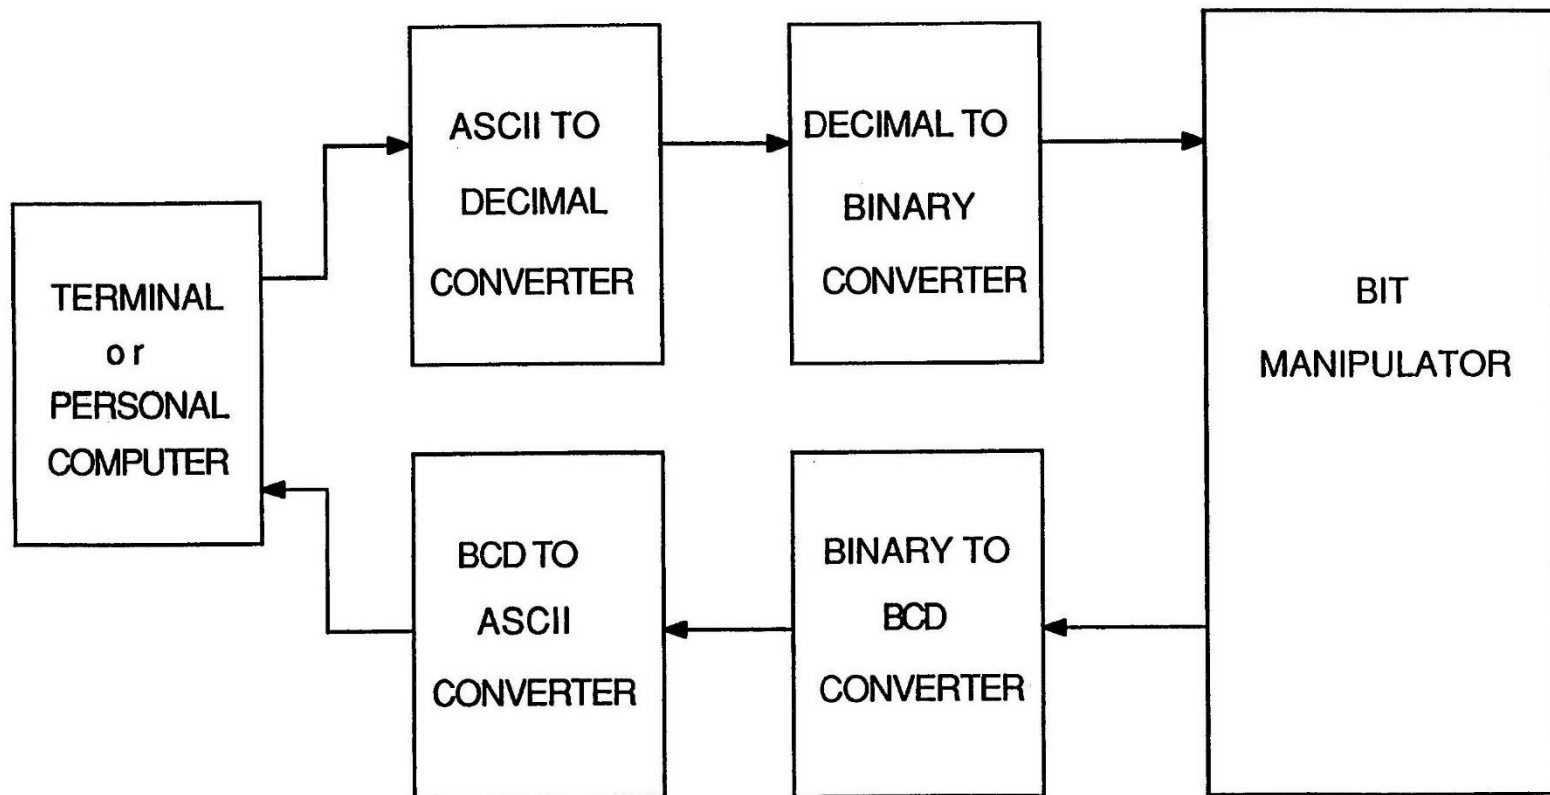 TERMINAL
or
PERSONAL
COMPUTER
ASCII TO
DECIMAL
CONVERTER
DECIMAL TO
BINARY
CONVERTER
BIT
MANIPULATOR
BINARY TO
BCD
CONVERTER
BCD TO
ASCII
CONVERTER